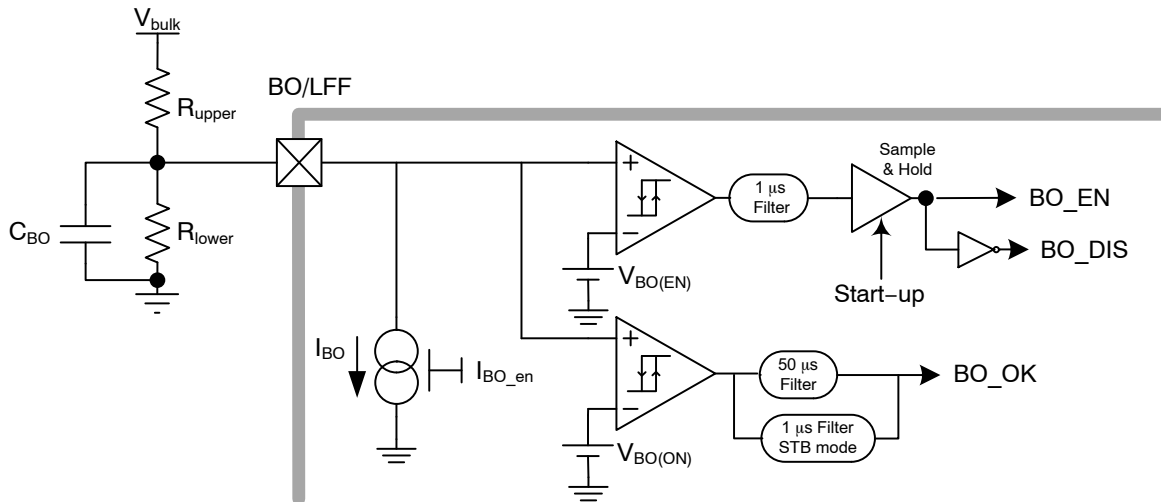 Vbulk
Rupper
BO/LFF
CBO
Rlower
IBO
IBO_en
+
−
VBO(EN)
1 μs
Filter
Sample
& Hold
Start−up
BO_EN
BO_DIS
+
−
VBO(ON)
50 μs
Filter
1 μs Filter
STB mode
BO_OK